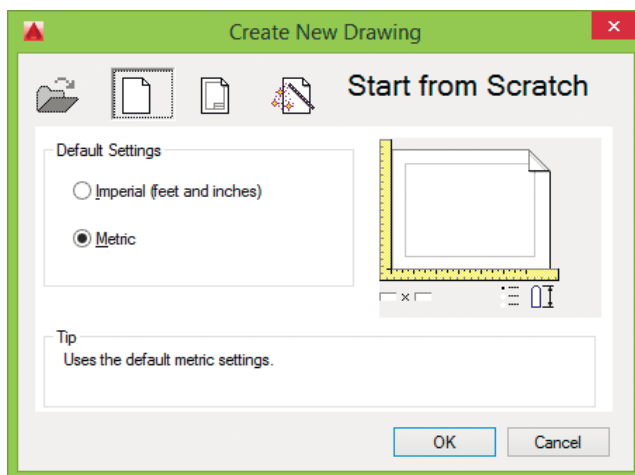 Create New Drawing
Start from Scratch
Default Settings
Imperial (feet and inches)
Metric
Tip
Uses the default metric settings.
OK
Cancel